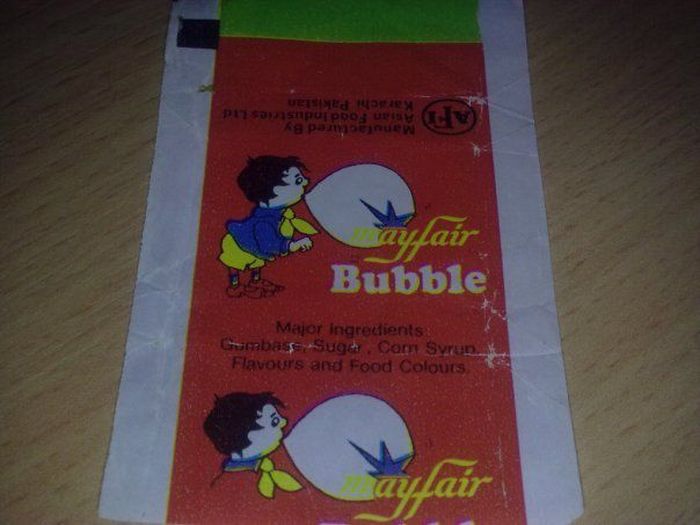 Manufactured By
Asian Food Industries Ltd
Karachi Pakistan
AFI
mayfair
Bubble
Major Ingredients
Gumbase, Sugar, Corn Syrup,
Flavours and Food Colours.
mayfair